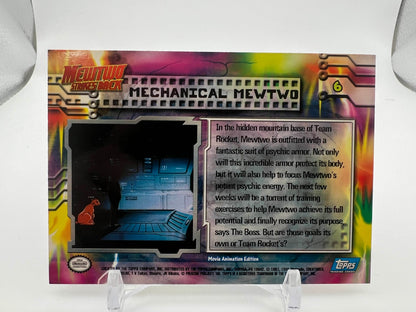 MEWTWO
STRIKES BACK!
MECHANICAL MEWTWO
6
In the hidden mountain base of Team
Rocket, Mewtwo is outfitted with a
fantastic suit of psychic armor. Not only
will this incredible armor protect its body,
but it will also help to focus Mewtwo's
potent psychic energy. The next few
weeks will be a torrent of training
exercises to help Mewtwo achieve its full
potential and finally recognize its purpose,
says The Boss. But are those goals its
own or Team Rocket's?
Movie Animation Edition
TOPPS